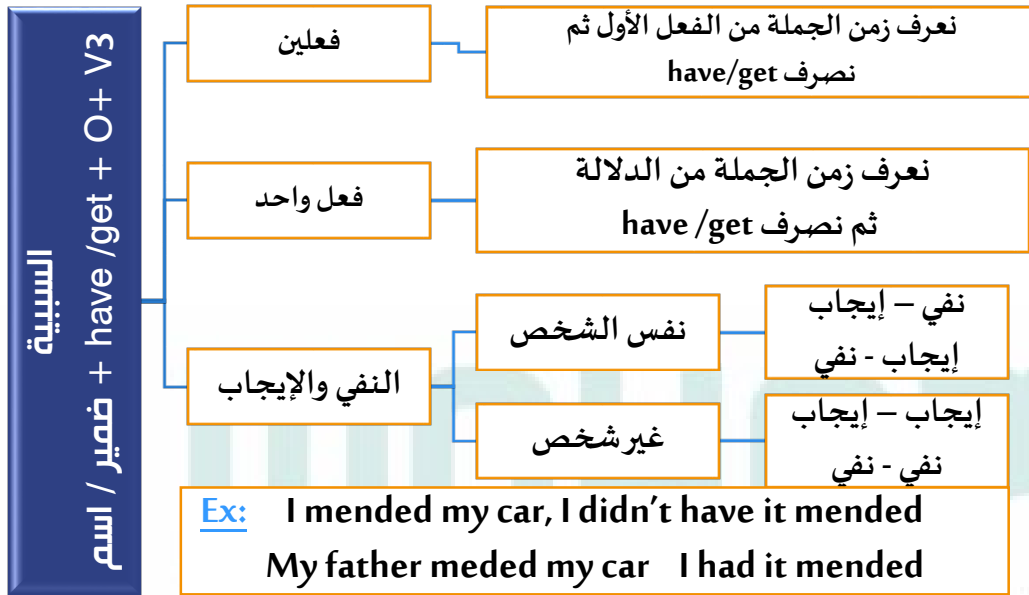 السببية
ضمير / اسم + have /get + O+ V3
فعلين
نعرف زمن الجملة من الفعل الأول ثم
نصرف have/get
فعل واحد
نعرف زمن الجملة من الدلالة
ثم نصرف have /get
النفي والإيجاب
نفس الشخص
نفي – إيجاب
إيجاب - نفي
غير شخص
إيجاب – إيجاب
نفي - نفي
Ex: I mended my car, I didn’t have it mended
My father meded my car I had it mended